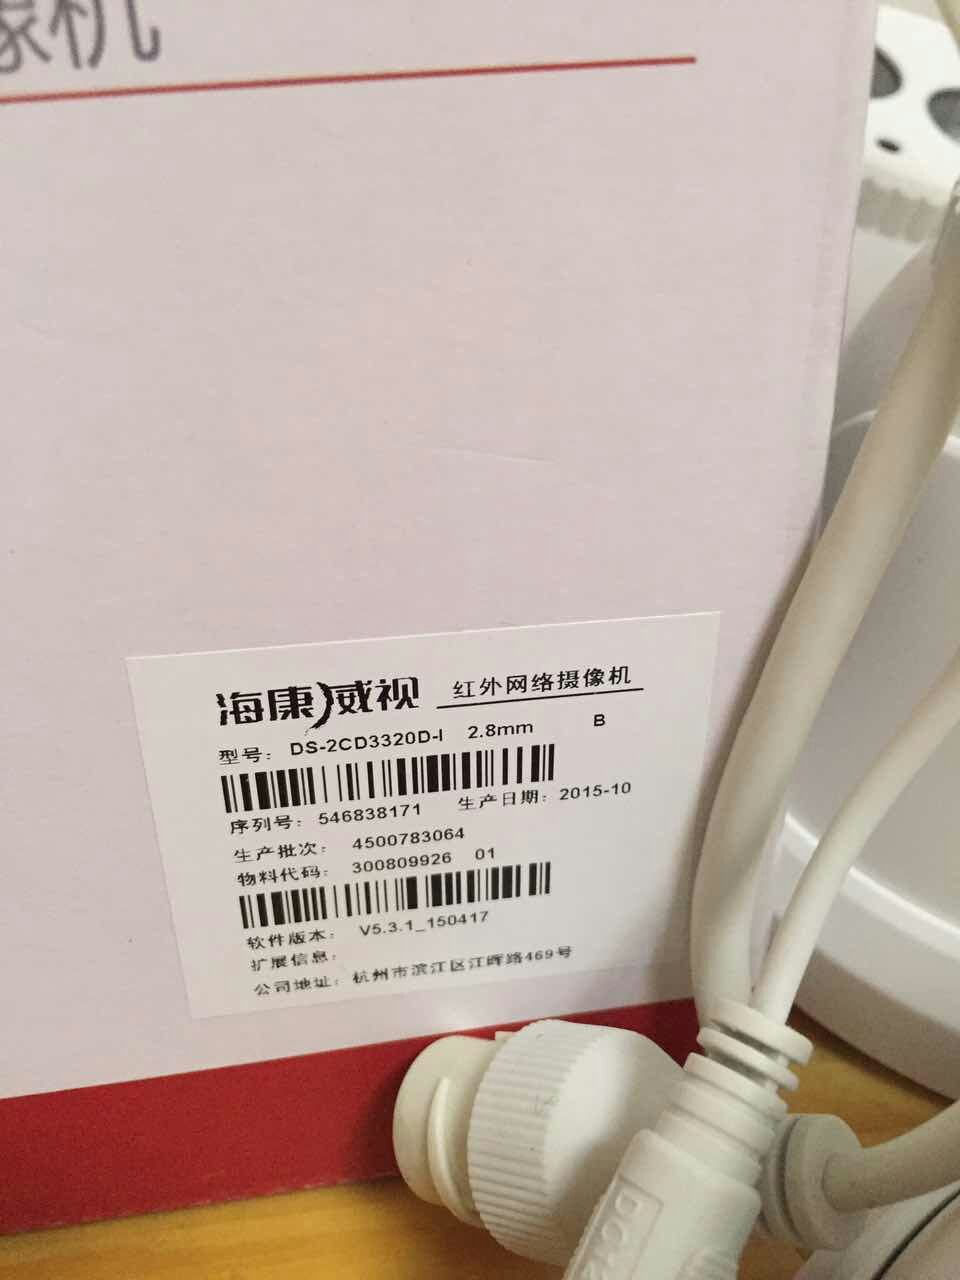 像机
海康威视 红外网络摄像机
型号: DS-2CD3320D-I 2.8mm B
序列号: 546838171 生产日期: 2015-10
生产批次: 4500783064
物料代码: 300809926 01
软件版本: V5.3.1_150417
扩展信息:
公司地址: 杭州市滨江区江晖路469号